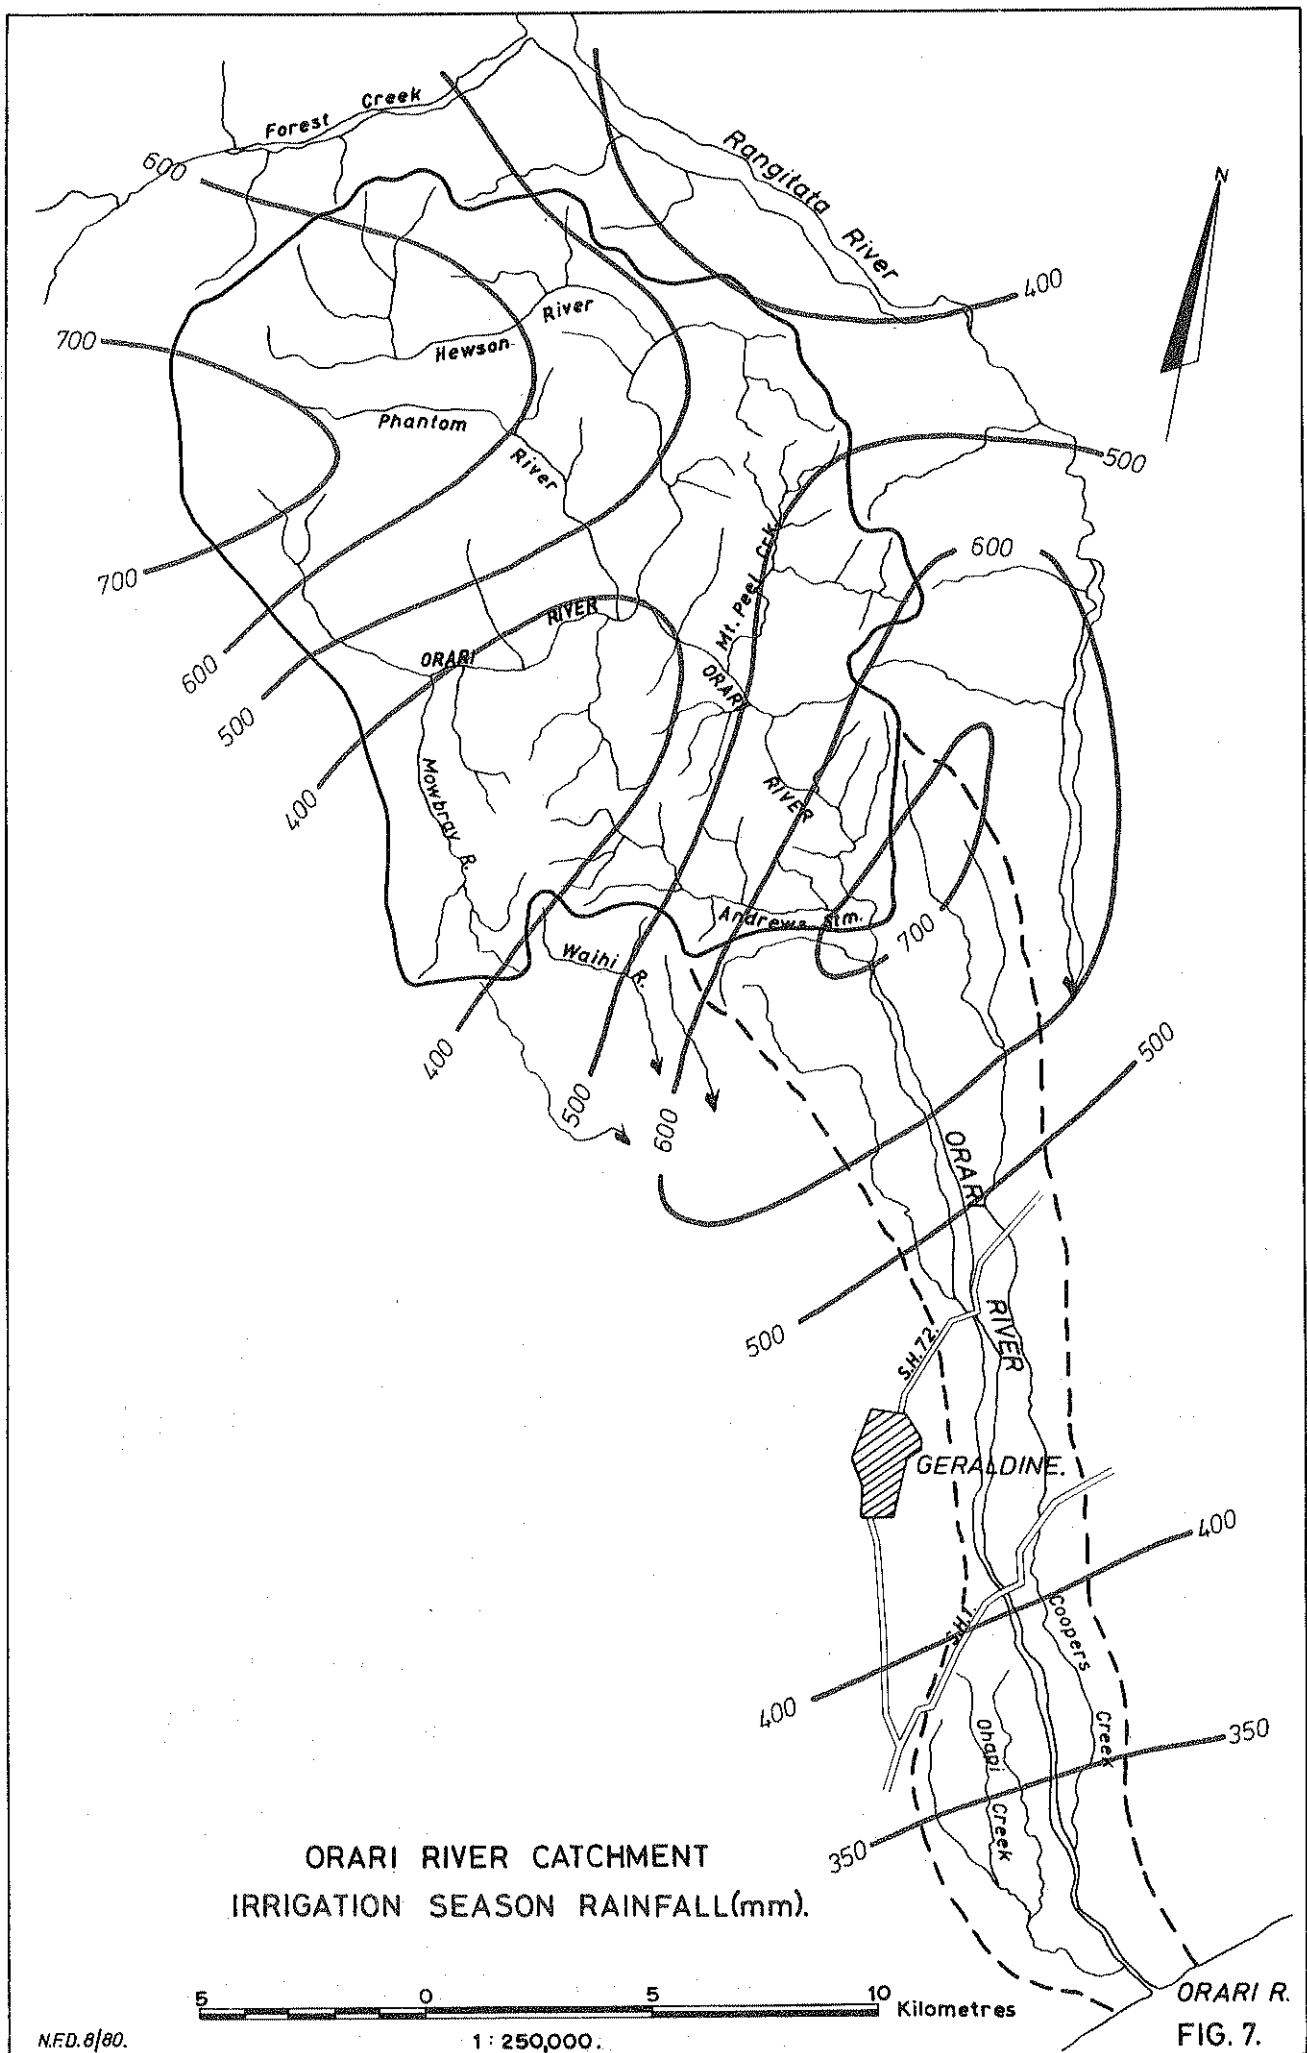 Forest Creek
600
Rangitata River
N
400
700
Hewson River
Phantom River
500
700
600
Mt. Peel Crk.
ORARI RIVER
600
500
400
ORARI
RIVER
Mowbray R.
Andrews Stm.
700
Waihi R.
400
500
600
500
ORARI RIVER
500
S.H.72.
GERALDINE.
400
S.H.1.
Coopers Creek
400
350
Ohapi Creek
350
ORARI RIVER CATCHMENT
IRRIGATION SEASON RAINFALL(mm).
5 0 5 10 Kilometres
1 : 250,000.
N.F.D. 8/80.
ORARI R.
FIG. 7.